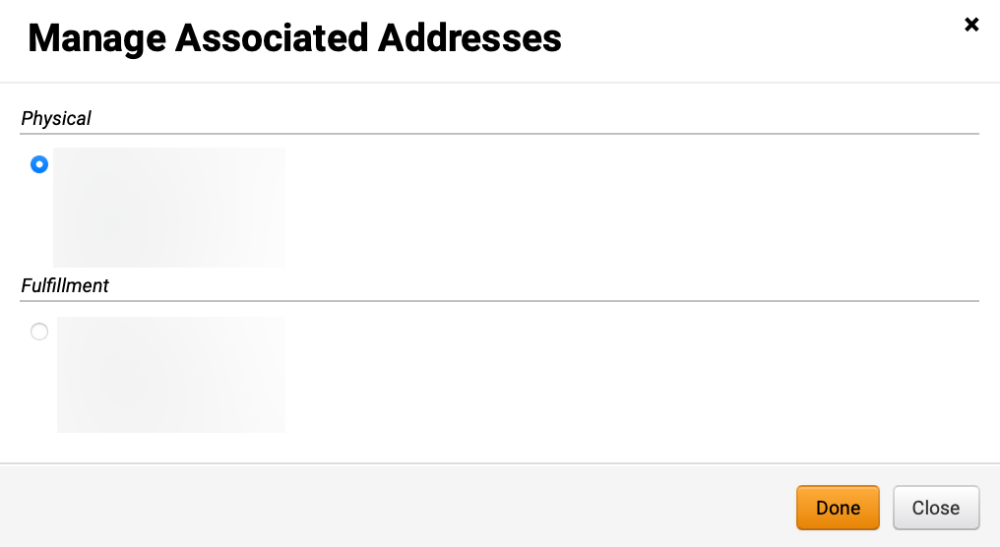 Manage Associated Addresses
Physical
Fulfillment
Done
Close